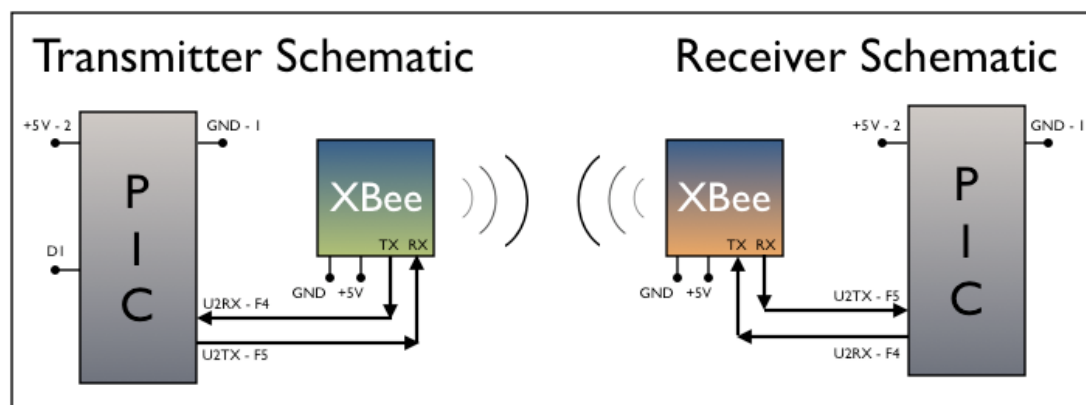 Transmitter Schematic
+5V - 2
GND - 1
P
I
C
D1
XBee
TX RX
GND +5V
U2RX - F4
U2TX - F5
Receiver Schematic
XBee
TX RX
GND +5V
+5V - 2
GND - 1
P
I
C
U2TX - F5
U2RX - F4